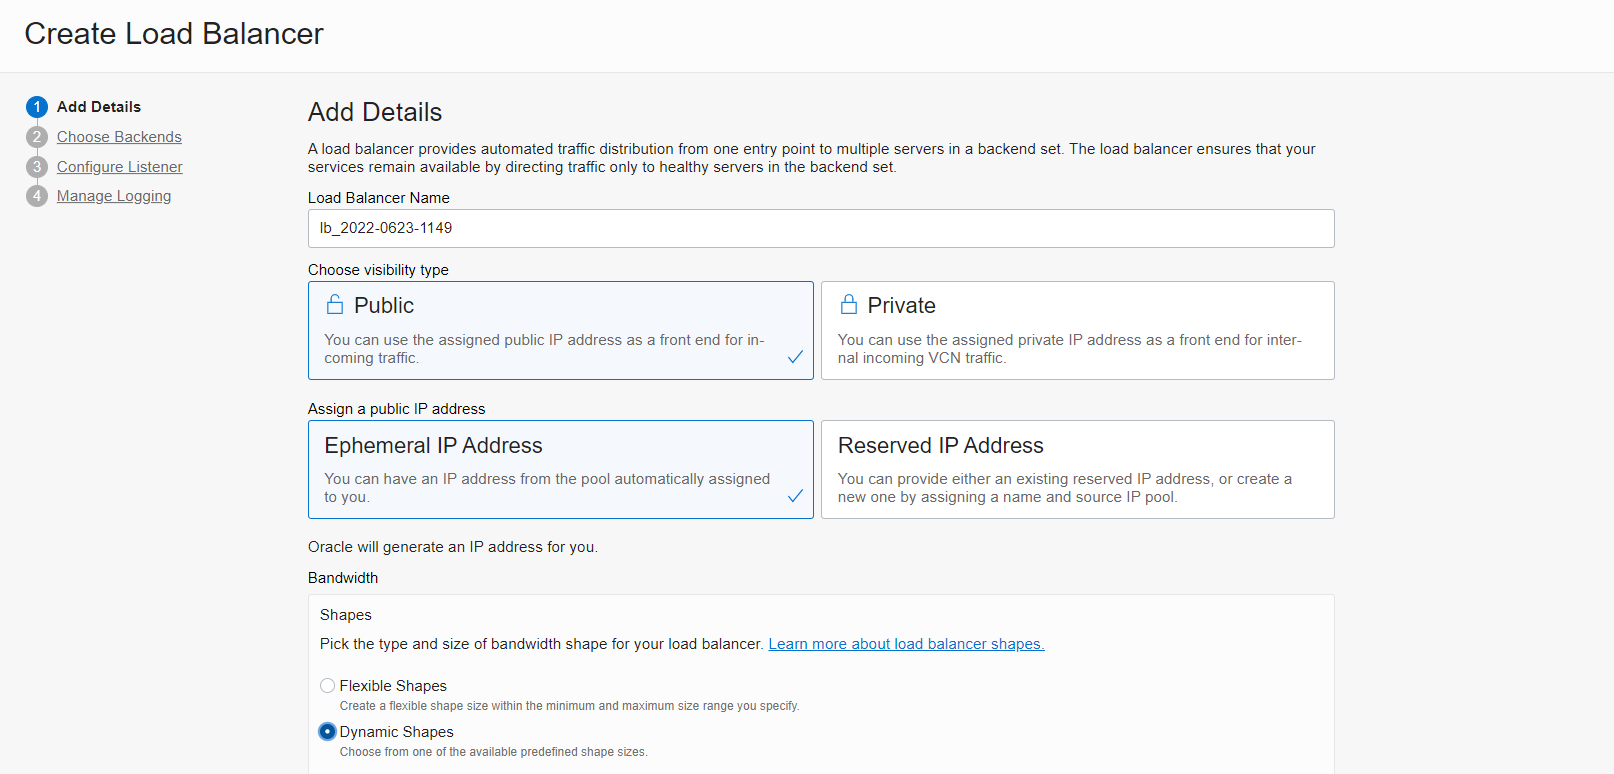 Create Load Balancer
1 Add Details
2 Choose Backends
3 Configure Listener
4 Manage Logging
Add Details
A load balancer provides automated traffic distribution from one entry point to multiple servers in a backend set. The load balancer ensures that your
services remain available by directing traffic only to healthy servers in the backend set.
Load Balancer Name
lb_2022-0623-1149
Choose visibility type
Public
You can use the assigned public IP address as a front end for in-
coming traffic.
Private
You can use the assigned private IP address as a front end for inter-
nal incoming VCN traffic.
Assign a public IP address
Ephemeral IP Address
You can have an IP address from the pool automatically assigned
to you.
Reserved IP Address
You can provide either an existing reserved IP address, or create a
new one by assigning a name and source IP pool.
Oracle will generate an IP address for you.
Bandwidth
Shapes
Pick the type and size of bandwidth shape for your load balancer. Learn more about load balancer shapes.
Flexible Shapes
Create a flexible shape size within the minimum and maximum size range you specify.
Dynamic Shapes
Choose from one of the available predefined shape sizes.